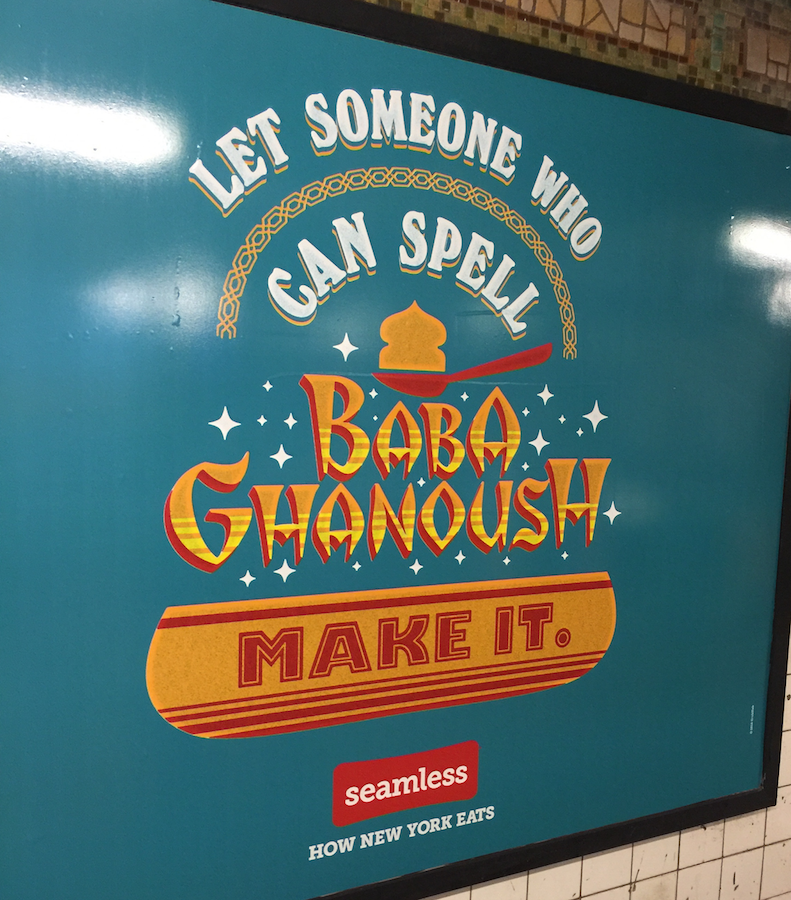 LET SOMEONE WHO
CAN SPELL
BABA
GHANOUSH
MAKE IT.
seamless
HOW NEW YORK EATS